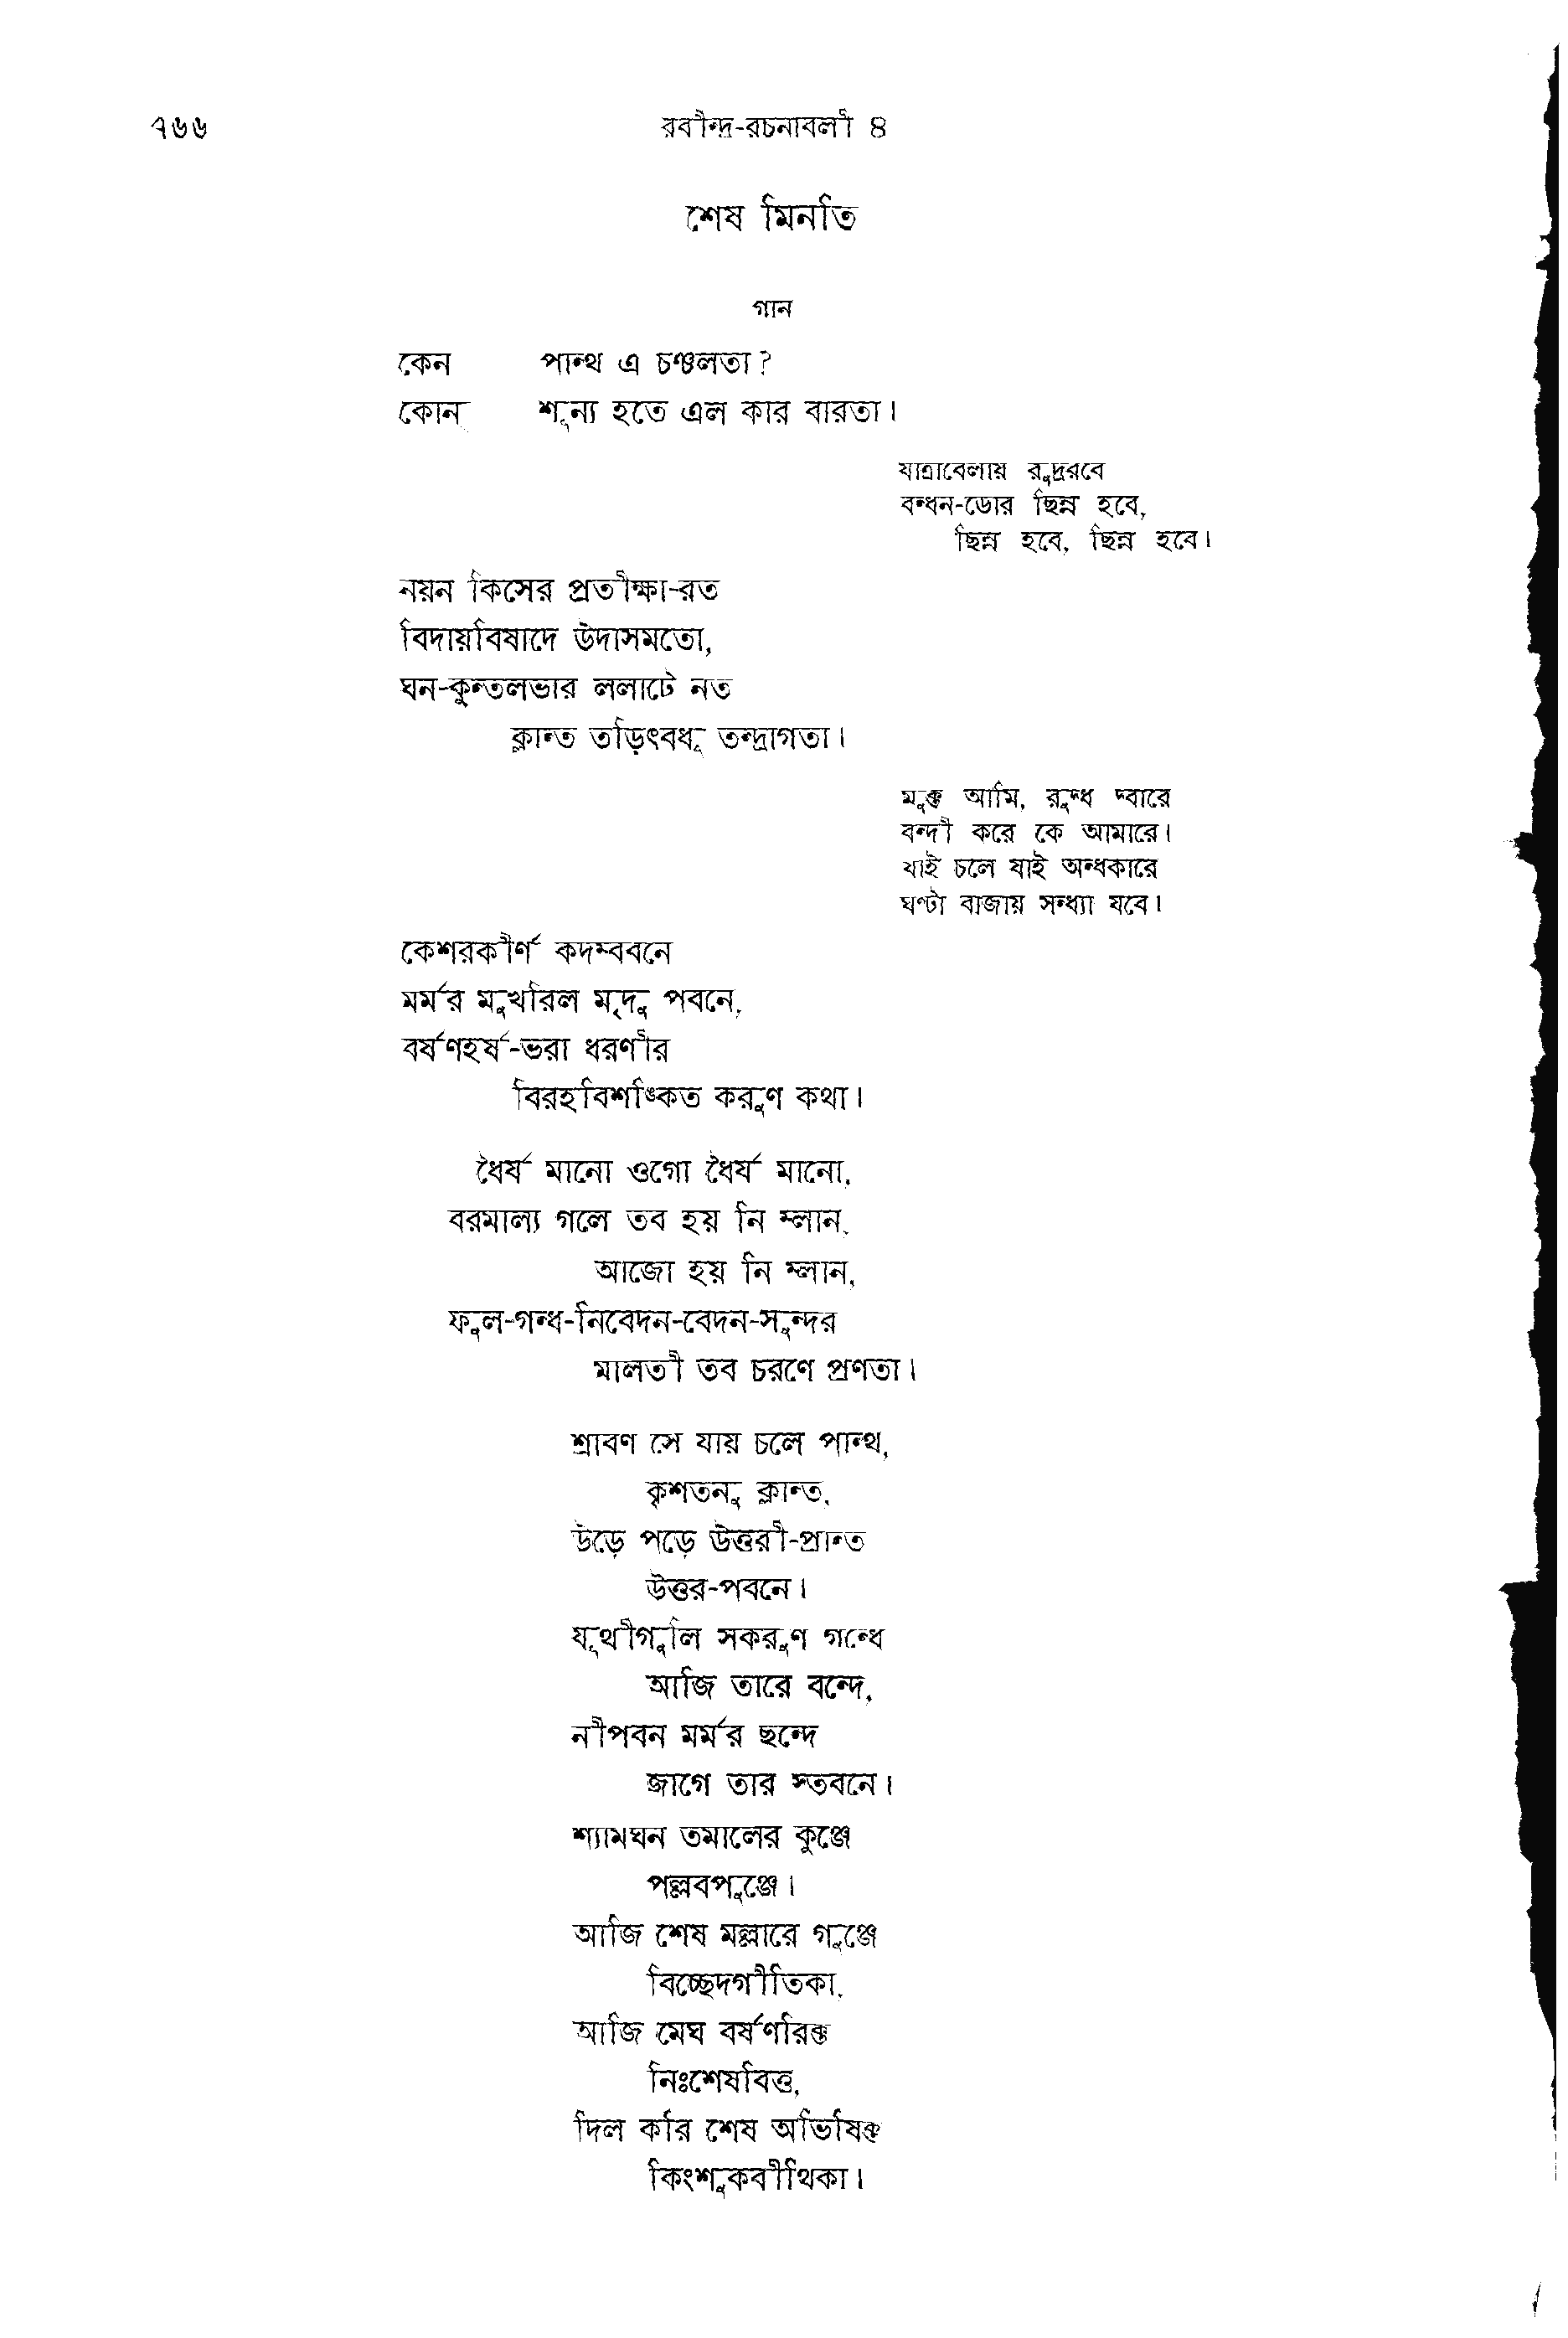 ৭৬৬ রবীন্দ্র-রচনাবলী ৪
শেষ মিনতি
গান
কেন পান্থ এ চঞ্চলতা?
কোন্ শূন্য হতে এল কার বারতা।
যাত্রাবেলায় রুদ্ররবে
বন্ধন-ডোর ছিন্ন হবে,
ছিন্ন হবে, ছিন্ন হবে।
নয়ন কিসের প্রতীক্ষা-রত
বিদায়বিষাদে উদাসমতো,
ঘন-কুন্তলভার ললাটে নত
ক্লান্ত তড়িৎবধূ তন্দ্রাগতা।
মুক্ত আমি, রুদ্ধ দ্বারে
বন্দী করে কে আমারে।
যাই চলে যাই অন্ধকারে
ঘণ্টা বাজায় সন্ধ্যা যবে।
কেশরকীর্ণ কদম্ববনে
মর্মর মুখরিল মৃদু পবনে,
বর্ষণহর্ষ-ভরা ধরণীর
বিরহবিশঙ্কিত করুণ কথা।
ধৈর্য মানো ওগো ধৈর্য মানো,
বরমাল্য গলে তব হয় নি ম্লান,
আজো হয় নি ম্লান,
ফুল-গন্ধ-নিবেদন-বেদন-সুন্দর
মালতী তব চরণে প্রণতা।
শ্রাবণ সে যায় চলে পান্থ,
কৃশতনু ক্লান্ত,
উড়ে পড়ে উত্তরী-প্রান্ত
উত্তর-পবনে।
যূথীগুলি সকরুণ গন্ধে
আজি তারে বন্দে,
নীপবন মর্মর ছন্দে
জাগে তার স্তবনে।
শ্যামঘন তমালের কুঞ্জে
পল্লবপুঞ্জে।
আজি শেষ মল্লারে গুঞ্জে
বিচ্ছেদগীতিকা,
আজি মেঘ বর্ষণরিক্ত
নিঃশেষবিত্ত,
দিল করি শেষ অভিষিক্ত
কিংশুকবীথিকা।